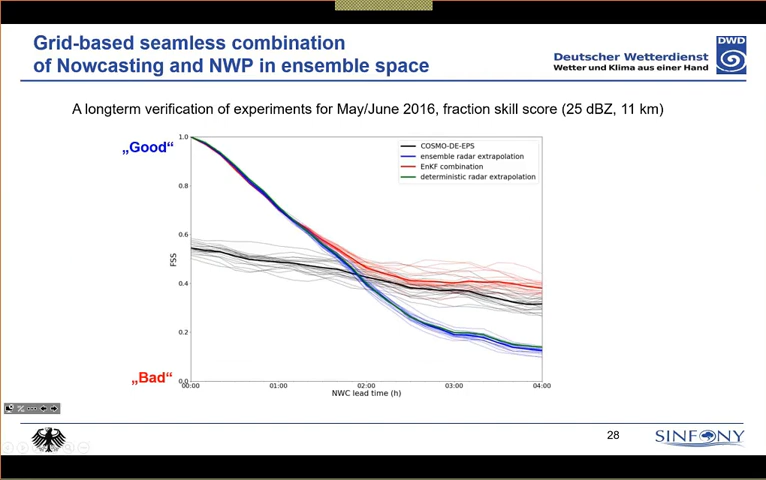 Grid-based seamless combination
of Nowcasting and NWP in ensemble space
DWD
Deutscher Wetterdienst
Wetter und Klima aus einer Hand
A longterm verification of experiments for May/June 2016, fraction skill score (25 dBZ, 11 km)
„Good“
„Bad“
1.0
0.8
0.6
0.4
0.2
0.0
FSS
COSMO-DE-EPS
ensemble radar extrapolation
EnKF combination
deterministic radar extrapolation
00:00 01:00 02:00 03:00 04:00
NWC lead time (h)
28
SINFONY